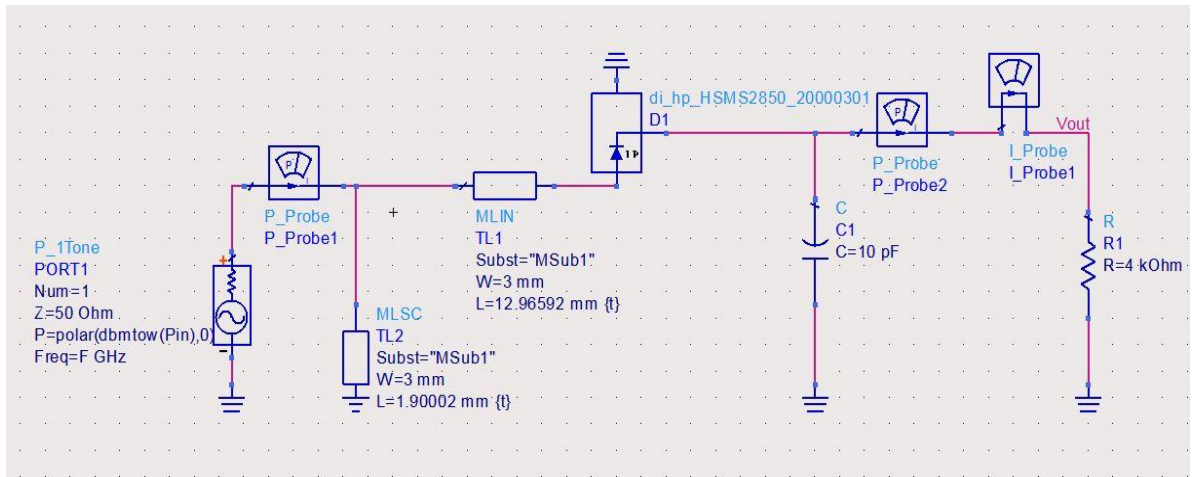 di_hp_HSMS2850_20000301
D1
P_Probe
P_Probe1
MLIN
TL1
Subst="MSub1"
W=3 mm
L=12.96592 mm {t}
P_Probe
P_Probe2
I_Probe
I_Probe1
Vout
P_1Tone
PORT1
Num=1
Z=50 Ohm
P=polar(dbmtow(Pin),0)
Freq=F GHz
MLSC
TL2
Subst="MSub1"
W=3 mm
L=1.90002 mm {t}
C
C1
C=10 pF
R
R1
R=4 kOhm